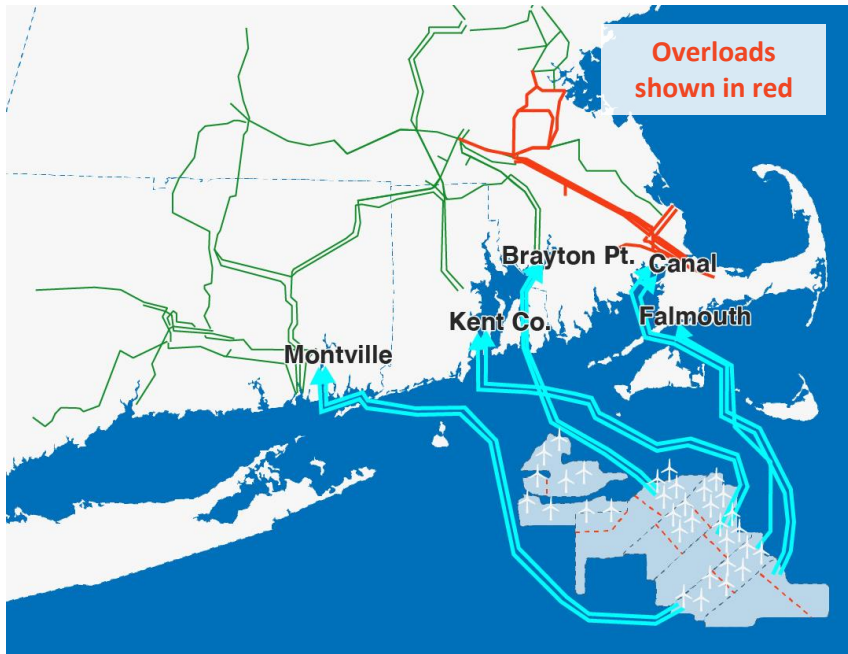 Overloads
shown in red
Brayton Pt.
Canal
Kent Co.
Falmouth
Montville